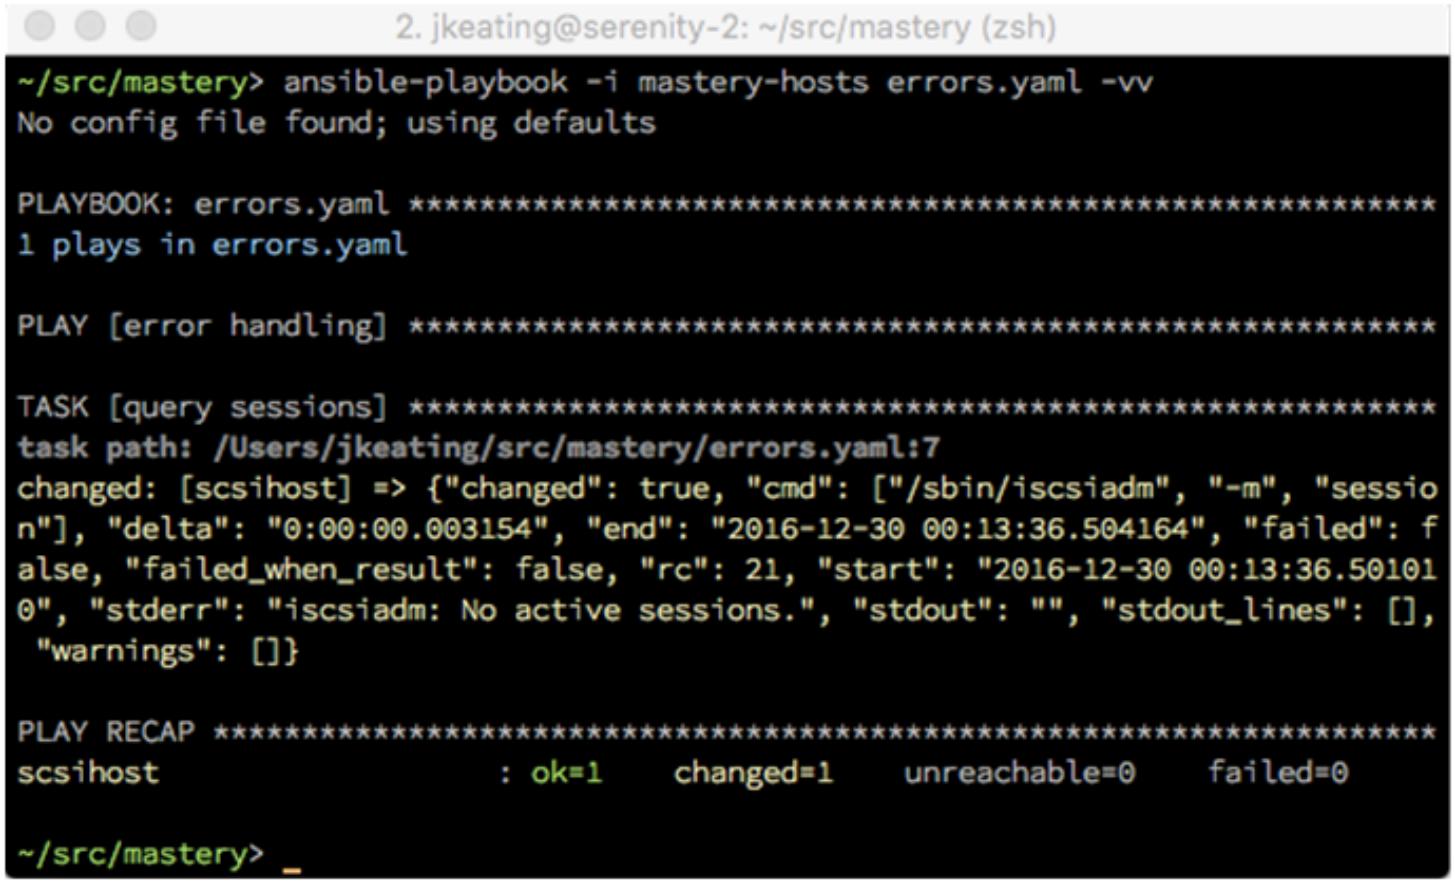 2. jkeating@serenity-2: ~/src/mastery (zsh)
~/src/mastery> ansible-playbook -i mastery-hosts errors.yaml -vv
No config file found; using defaults
PLAYBOOK: errors.yaml **********************************************************
1 plays in errors.yaml
PLAY [error handling] **********************************************************
TASK [query sessions] **********************************************************
task path: /Users/jkeating/src/mastery/errors.yaml:7
changed: [scsihost] => {"changed": true, "cmd": ["/sbin/iscsiadm", "-m", "sessio
n"], "delta": "0:00:00.003154", "end": "2016-12-30 00:13:36.504164", "failed": f
alse, "failed_when_result": false, "rc": 21, "start": "2016-12-30 00:13:36.50101
0", "stderr": "iscsiadm: No active sessions.", "stdout": "", "stdout_lines": [],
 "warnings": []}
PLAY RECAP *********************************************************************
scsihost                   : ok=1    changed=1    unreachable=0    failed=0
~/src/mastery> _